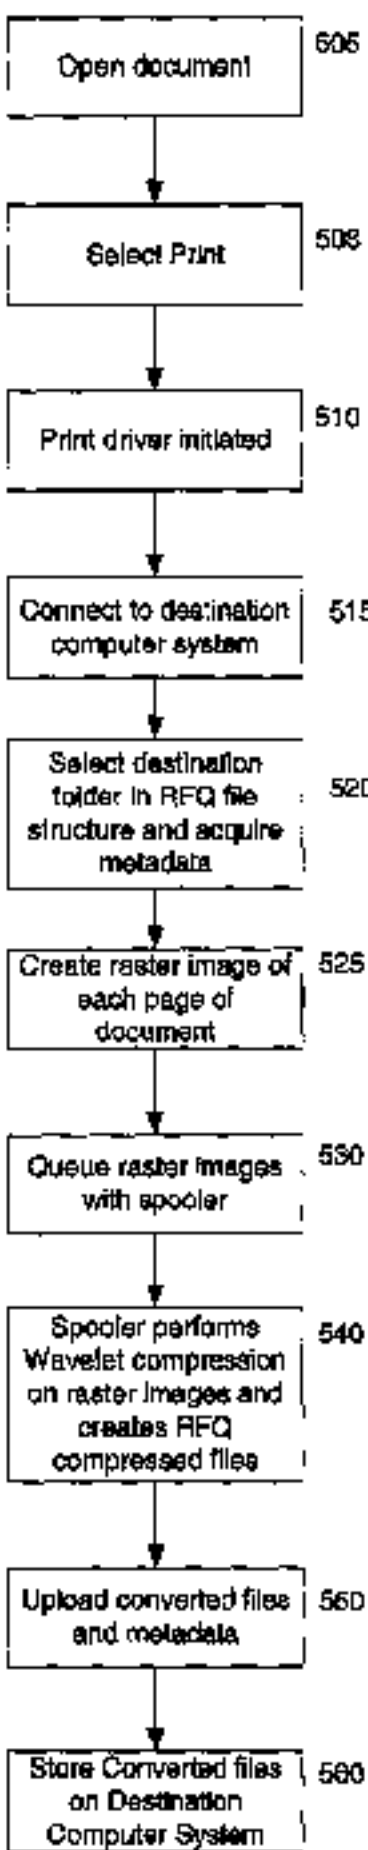 Open document
505
Select Print
508
Print driver initiated
510
Connect to destination
computer system
515
Select destination
folder in RFQ file
structure and acquire
metadata
520
Create raster image of
each page of
document
525
Queue raster images
with spooler
530
Spooler performs
Wavelet compression
on raster images and
creates RFQ
compressed files
540
Upload converted files
and metadata
550
Store Converted files
on Destination
Computer System
560